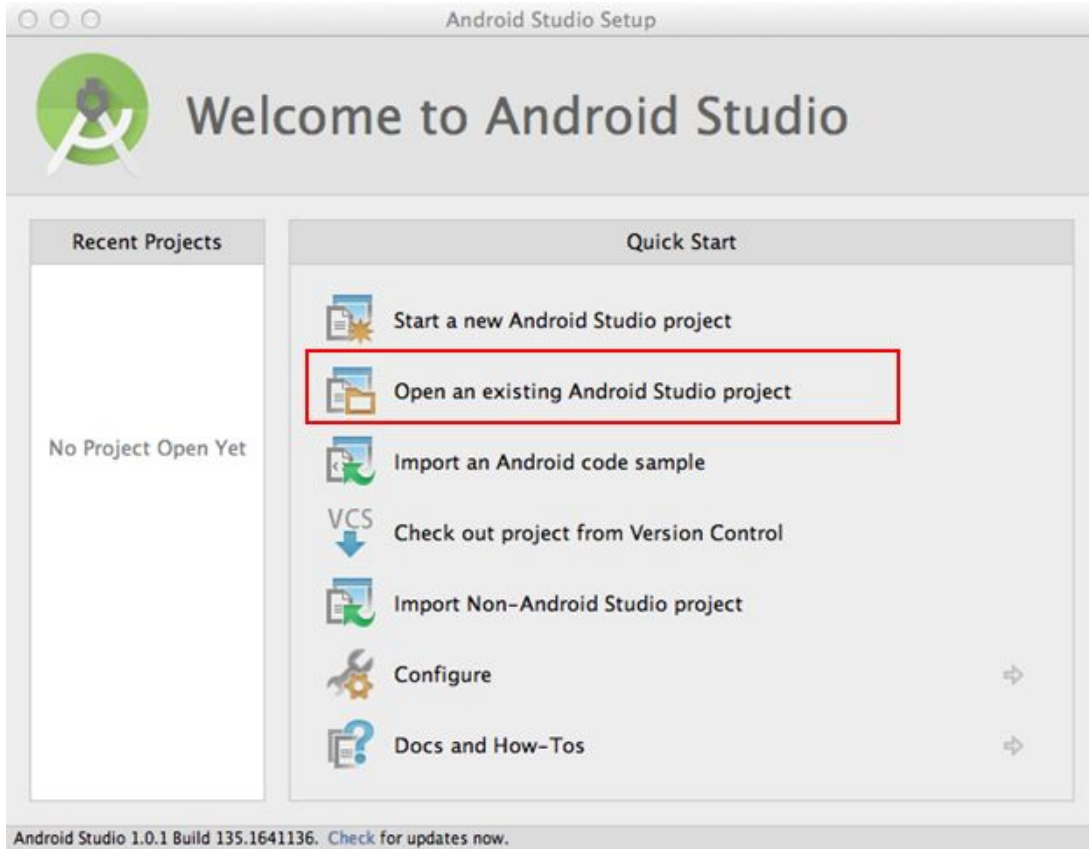 Android Studio Setup
Welcome to Android Studio
Recent Projects
No Project Open Yet
Quick Start
Start a new Android Studio project
Open an existing Android Studio project
Import an Android code sample
VCS
Check out project from Version Control
Import Non-Android Studio project
Configure
Docs and How-Tos
Android Studio 1.0.1 Build 135.1641136. Check for updates now.